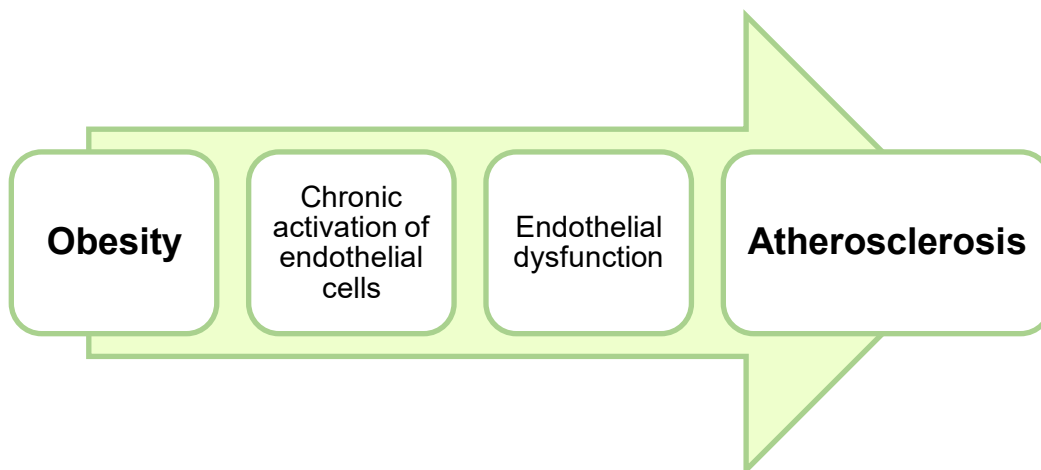 Obesity
Chronic
activation of
endothelial
cells
Endothelial
dysfunction
Atherosclerosis